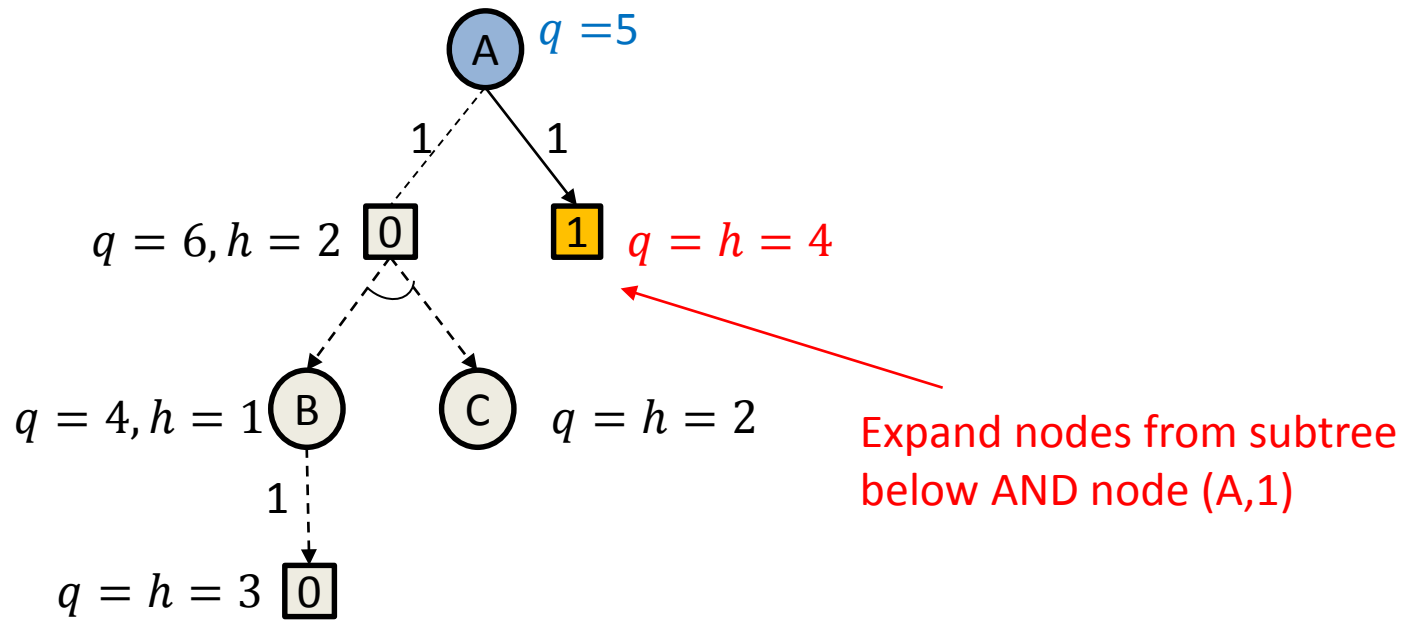 A
q =5
1
1
q = 6, h = 2
0
1
q = h = 4
q = 4, h = 1
B
C
q = h = 2
Expand nodes from subtree
below AND node (A,1)
1
q = h = 3
0